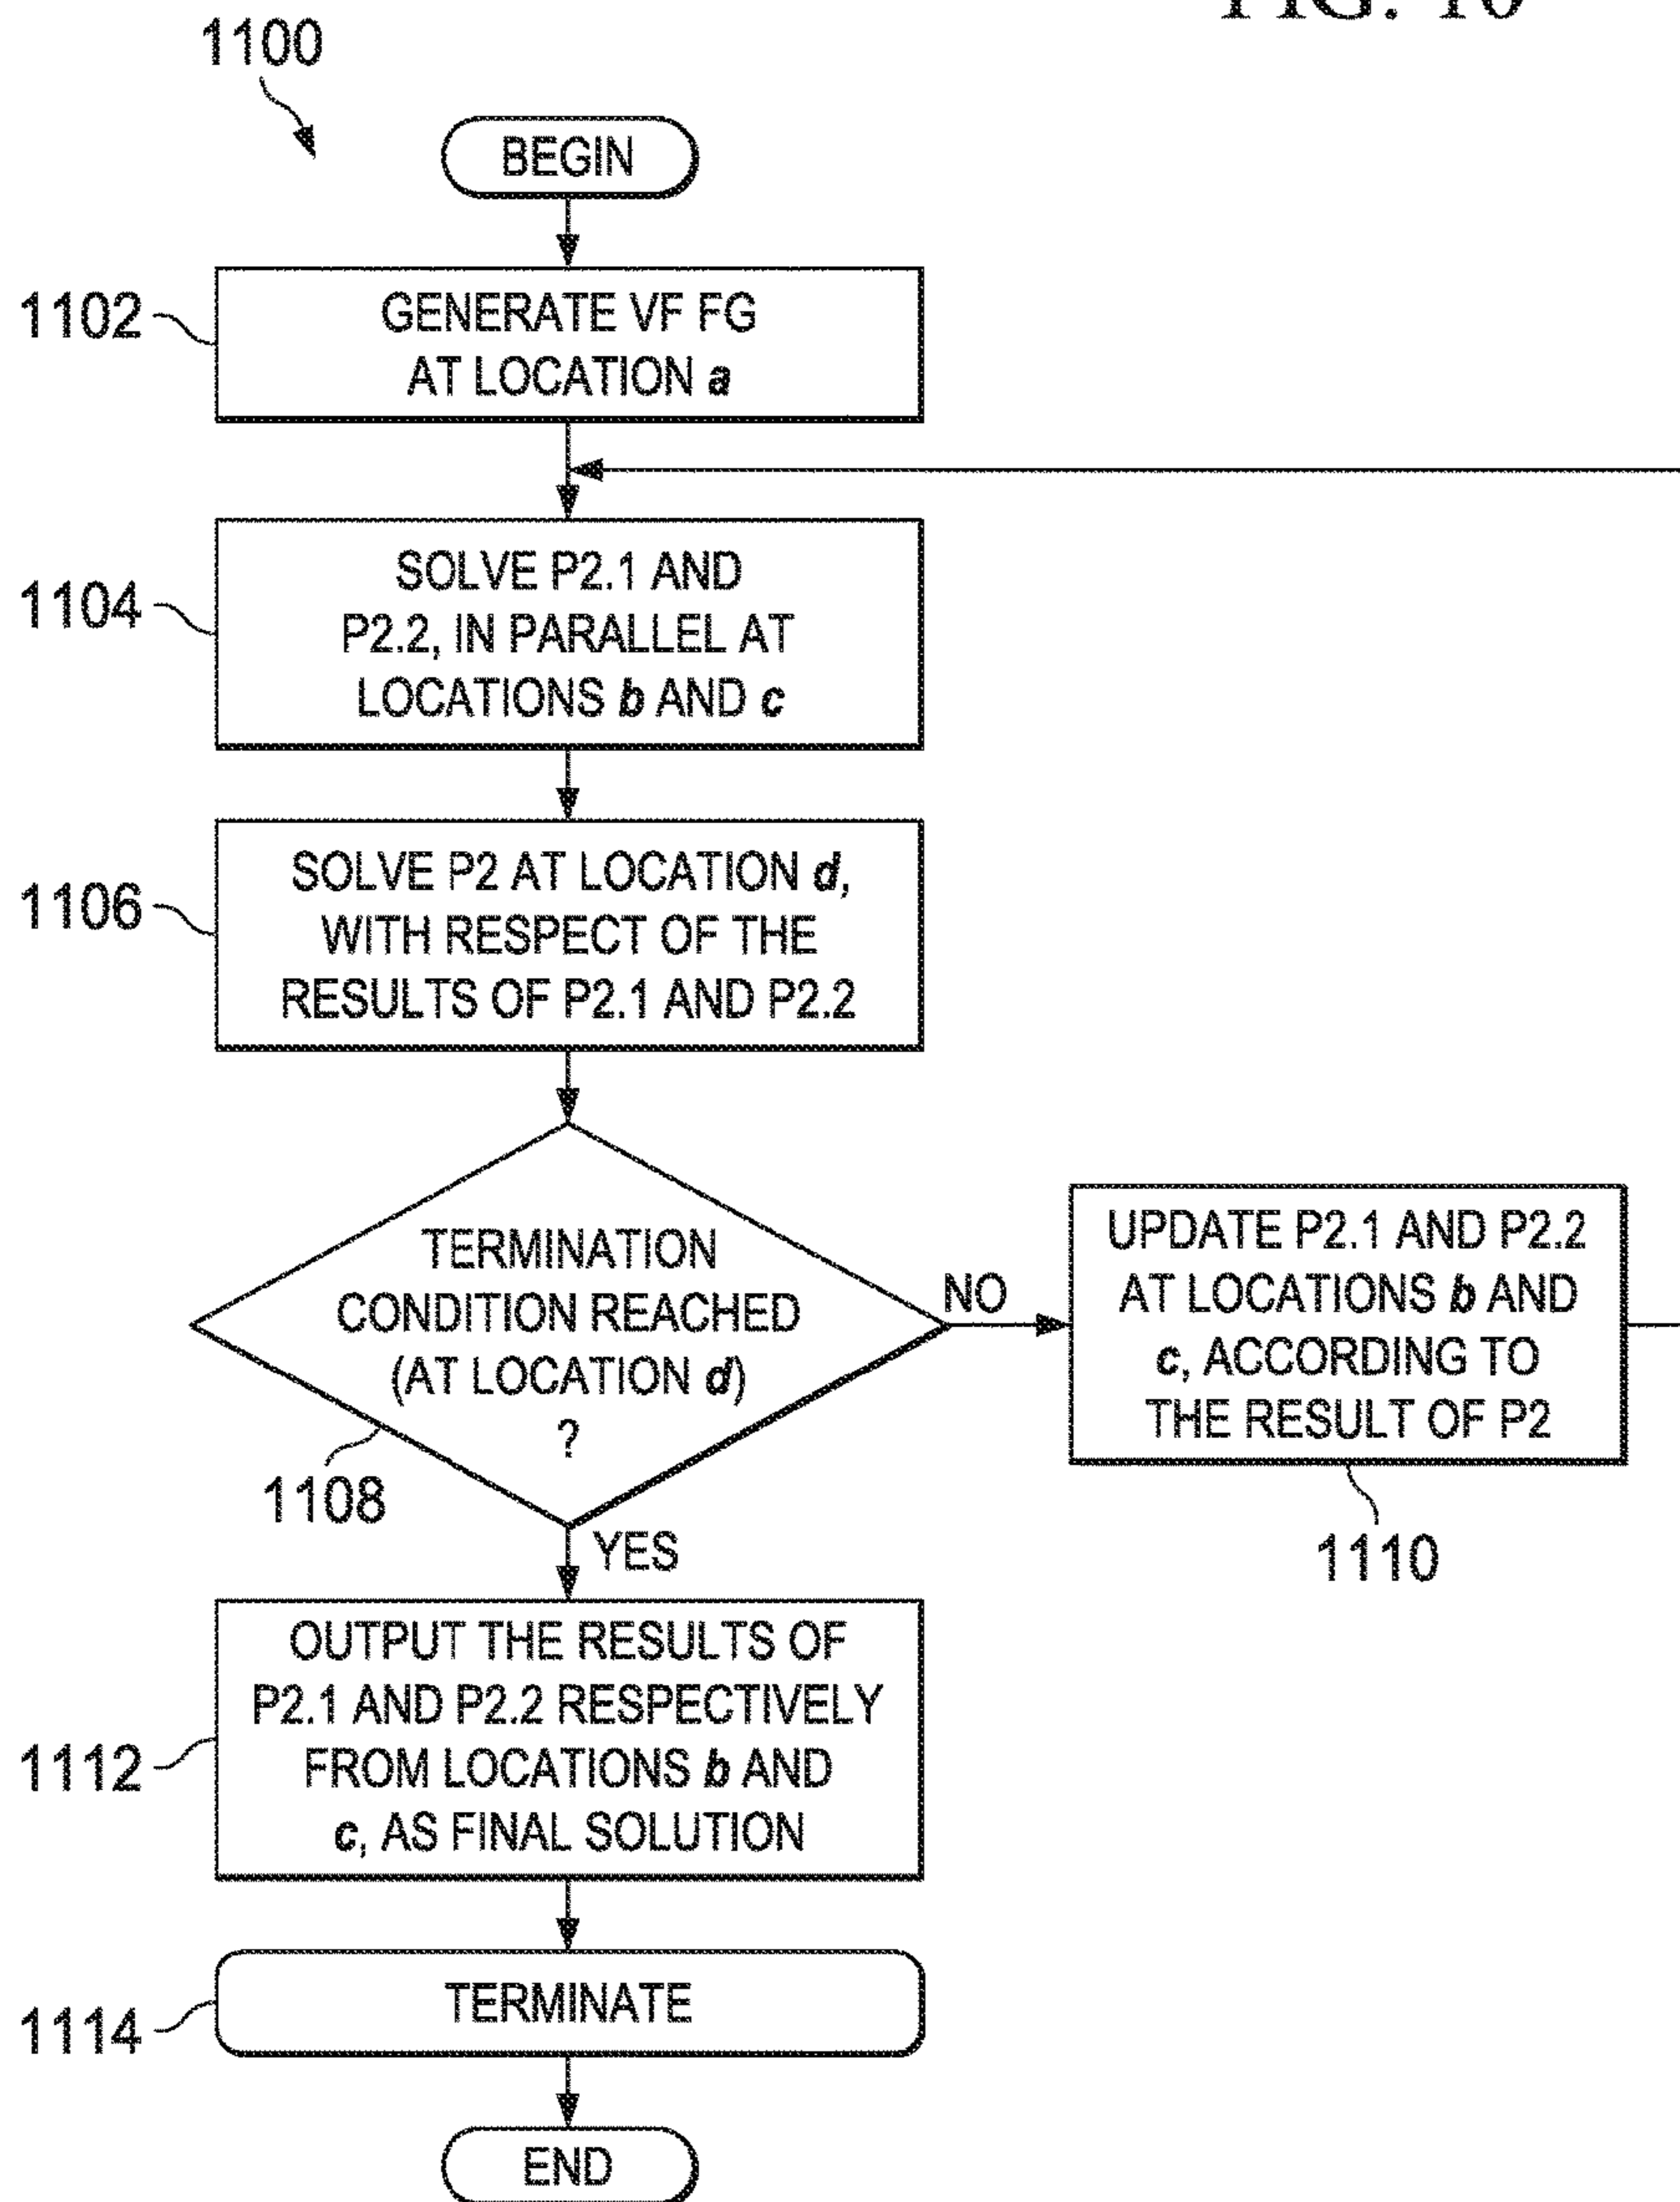 FIG. 10
1100
BEGIN
1102
GENERATE VF FG
AT LOCATION a
1104
SOLVE P2.1 AND
P2.2, IN PARALLEL AT
LOCATIONS b AND c
1106
SOLVE P2 AT LOCATION d,
WITH RESPECT OF THE
RESULTS OF P2.1 AND P2.2
TERMINATION
CONDITION REACHED
(AT LOCATION d)
?
1108
NO
UPDATE P2.1 AND P2.2
AT LOCATIONS b AND
c, ACCORDING TO
THE RESULT OF P2
1110
YES
1112
OUTPUT THE RESULTS OF
P2.1 AND P2.2 RESPECTIVELY
FROM LOCATIONS b AND
c, AS FINAL SOLUTION
1114
TERMINATE
END